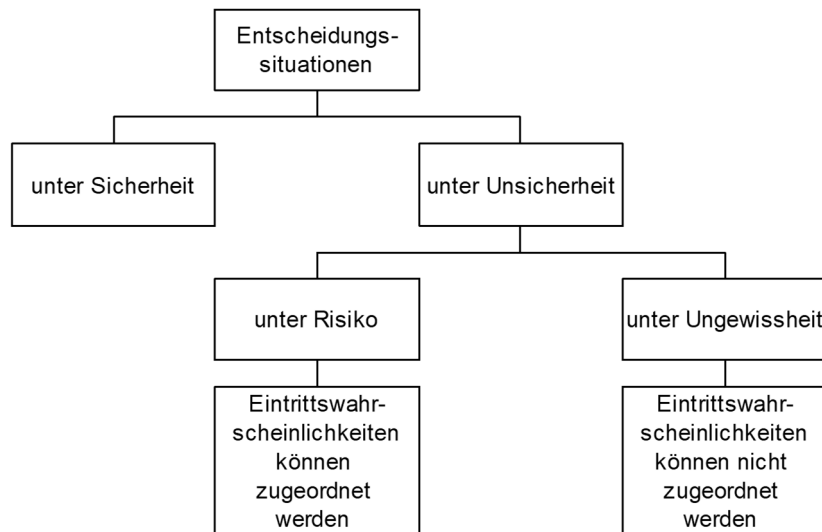 Entscheidungs-
situationen
unter Sicherheit
unter Unsicherheit
unter Risiko
unter Ungewissheit
Eintrittswahr-
scheinlichkeiten
können
zugeordnet
werden
Eintrittswahr-
scheinlichkeiten
können nicht
zugeordnet
werden